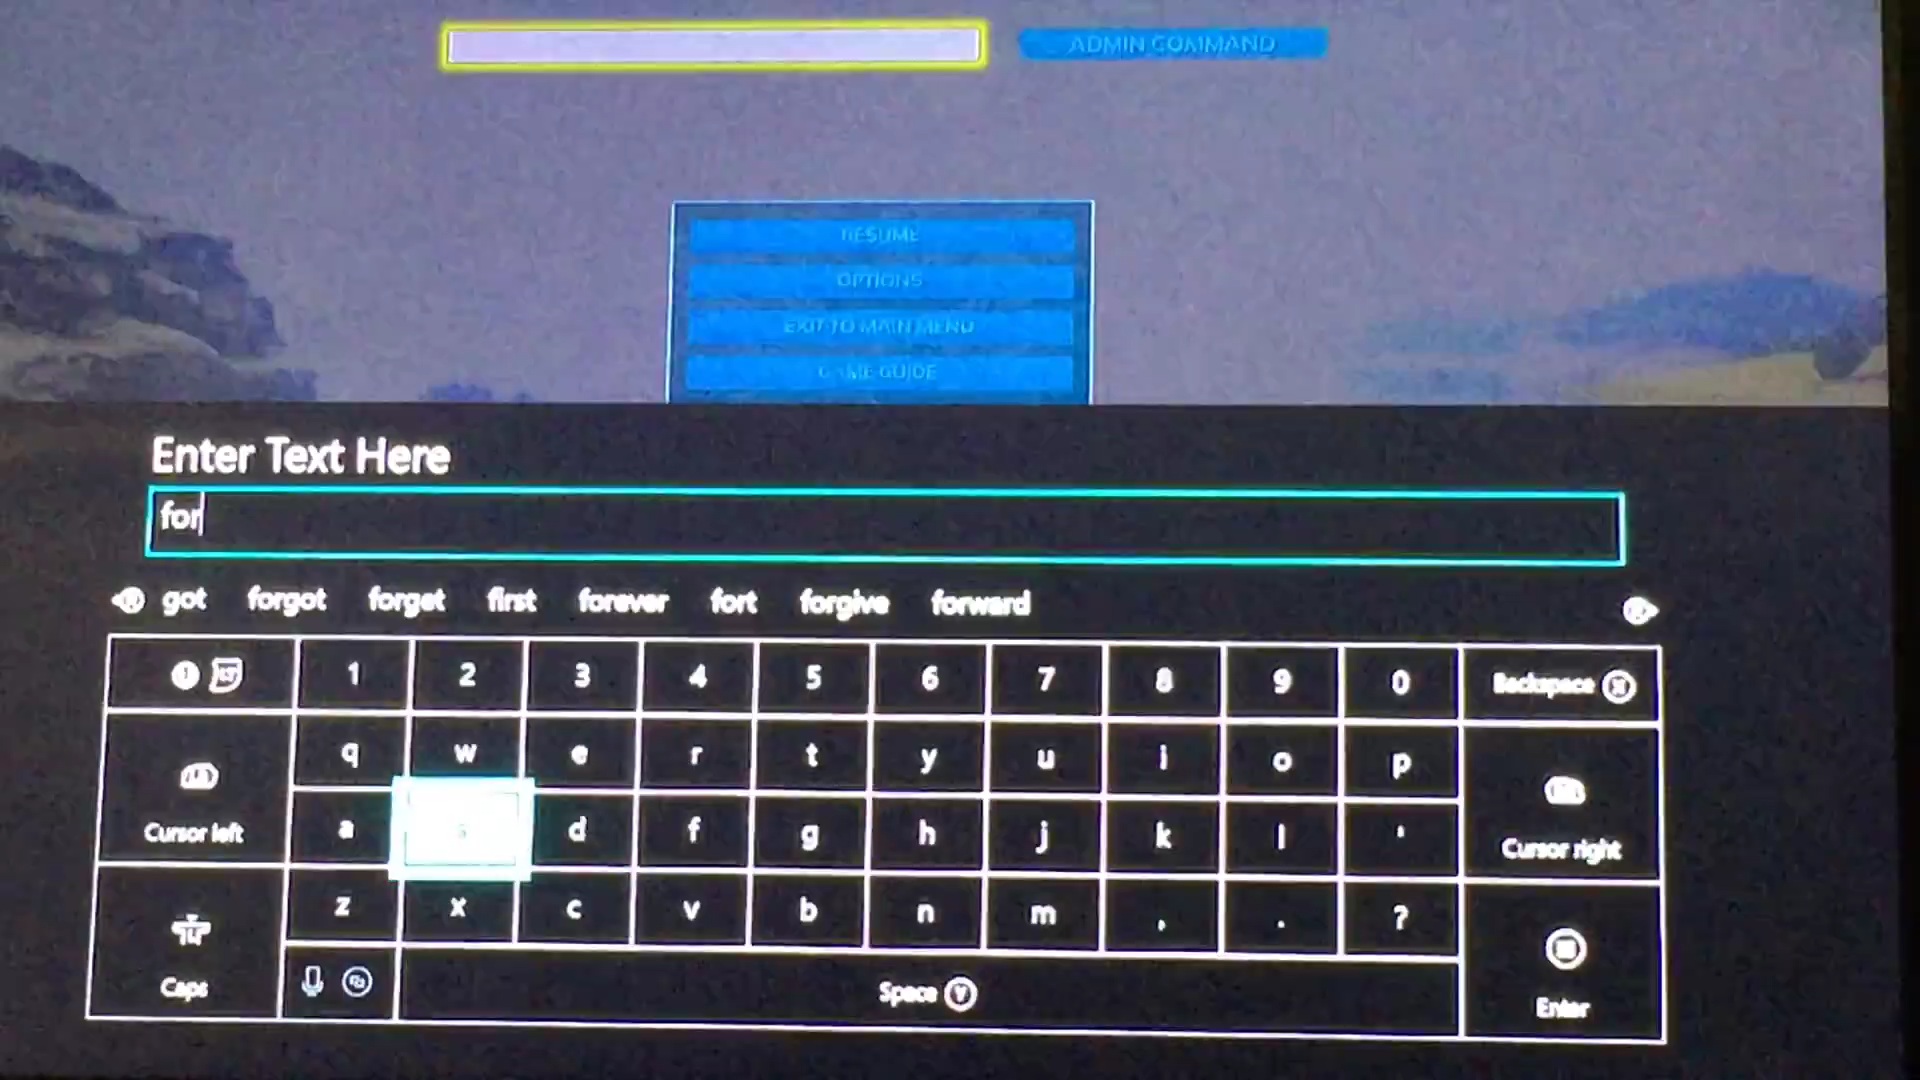 ADMIN COMMAND
RESUME
OPTIONS
EXIT TO MAIN MENU
GAME GUIDE
Enter Text Here
for
got forgot forget first forever fort forgive forward
1 2 3 4 5 6 7 8 9 0 Backspace X
q w e r t y u i o p
Cursor left a s d f g h j k l ' Cursor right
z x c v b n m , . ?
Caps Space Y Enter